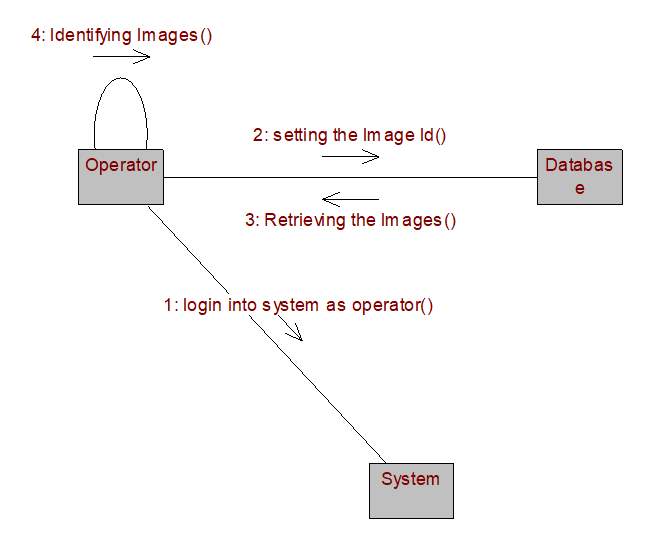 4: Identifying Images()
Operator
2: setting the Image Id()
Databas
e
3: Retrieving the Images()
1: login into system as operator()
System